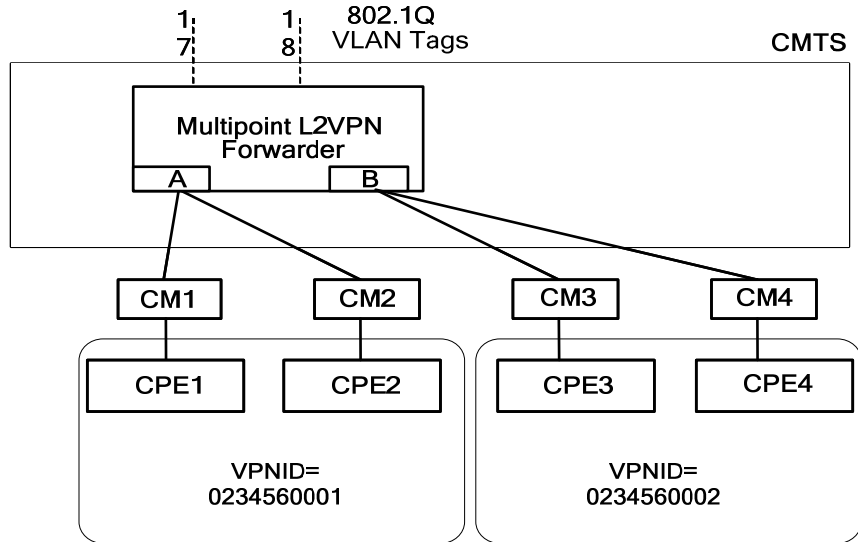 1
7
1
8
802.1Q
VLAN Tags
CMTS
Multipoint L2VPN
Forwarder
A
B
CM1
CM2
CM3
CM4
CPE1
CPE2
CPE3
CPE4
VPNID=
0234560001
VPNID=
0234560002